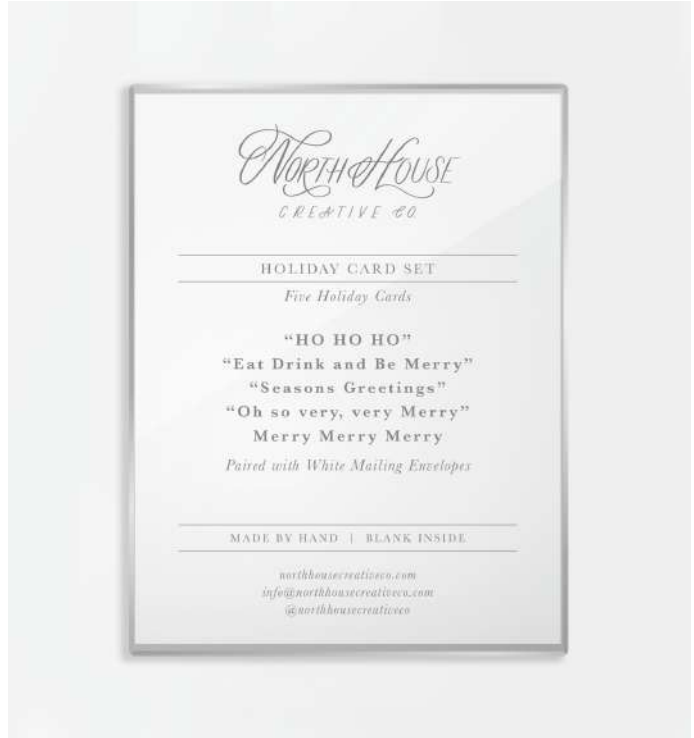 NORTH HOUSE
CREATIVE CO.
HOLIDAY CARD SET
Five Holiday Cards
“HO HO HO”
“Eat Drink and Be Merry”
“Seasons Greetings”
“Oh so very, very Merry”
Merry Merry Merry
Paired with White Mailing Envelopes
MADE BY HAND | BLANK INSIDE
northhousecreativeco.com
info@northhousecreativeco.com
@northhousecreativeco